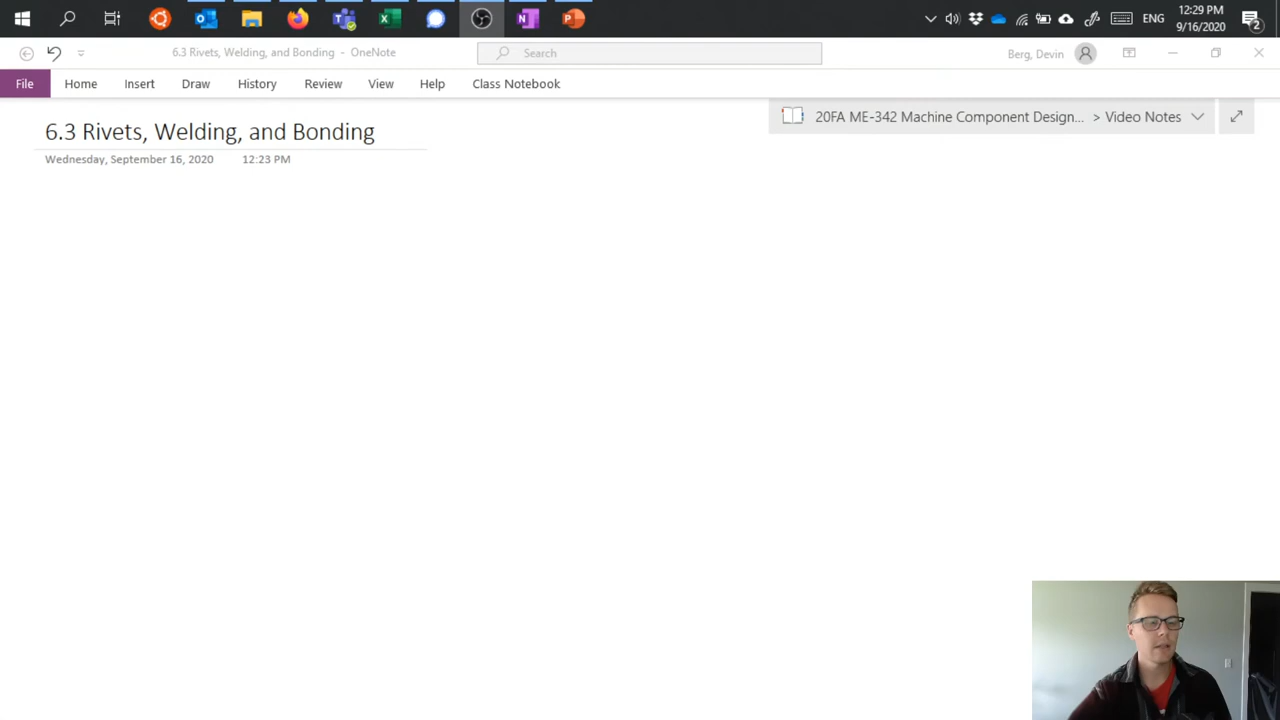 12:29 PM
ENG
9/16/2020
2
6.3 Rivets, Welding, and Bonding - OneNote
Search
Berg, Devin
File Home Insert Draw History Review View Help Class Notebook
6.3 Rivets, Welding, and Bonding
20FA ME-342 Machine Component Design... > Video Notes
Wednesday, September 16, 2020 12:23 PM